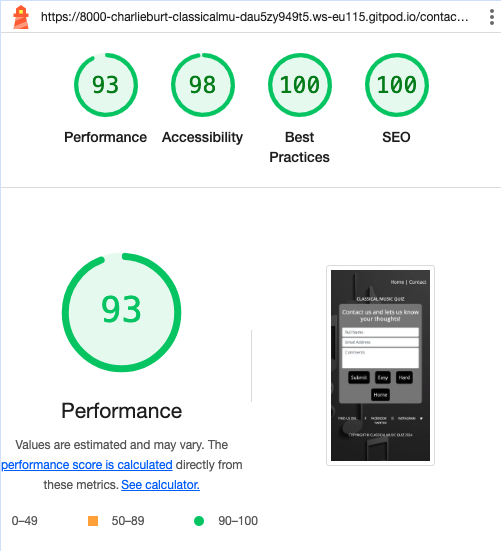 https://8000-charlieburt-classicalmu-dau5zy949t5.ws-eu115.gitpod.io/contac...
93
98
100
100
Performance
Accessibility
Best
Practices
SEO
93
Performance
Values are estimated and may vary. The
performance score is calculated directly from
these metrics. See calculator.
0–49
50–89
90–100
Home | Contact
CLASSICAL MUSIC QUIZ
Contact us and lets us know
your thoughts!
Full Name
Email Address
Comments
Submit
Easy
Hard
Home
FIND US ON:
FACEBOOK
INSTAGRAM
TWITTER
COPYRIGHT © CLASSICAL MUSIC QUIZ 2024